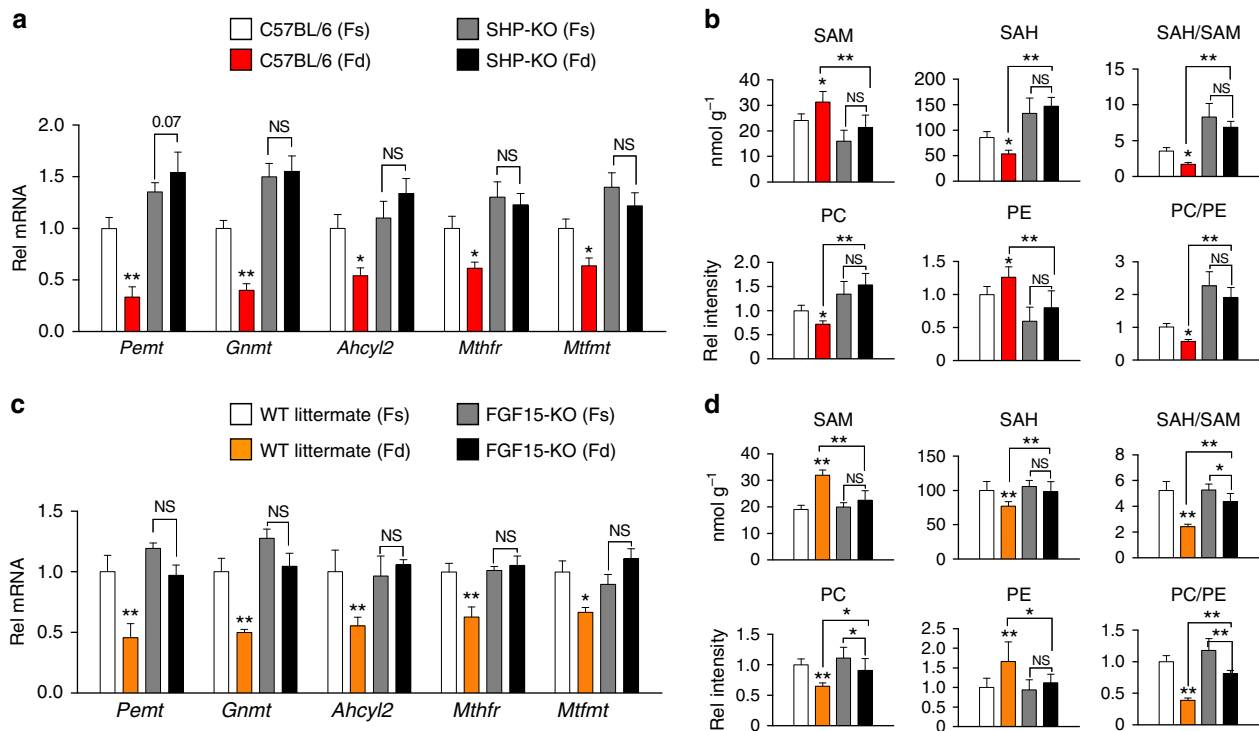 a
C57BL/6 (Fs)
C57BL/6 (Fd)
SHP-KO (Fs)
SHP-KO (Fd)
Rel mRNA
2.0
1.5
1.0
0.5
0.0
** 0.07
** NS
* NS
* NS
* NS
Pemt Gnmt Ahcyl2 Mthfr Mtfmt
b
SAM
nmol g⁻¹
40
30
20
10
0
**
*
NS
SAH
200
150
100
50
0
**
*
NS
SAH/SAM
15
10
5
0
**
*
NS
PC
Rel intensity
2.0
1.5
1.0
0.5
0.0
**
*
NS
PE
1.5
1.0
0.5
0
**
*
NS
PC/PE
3
2
1
0
**
*
NS
c
WT littermate (Fs)
WT littermate (Fd)
FGF15-KO (Fs)
FGF15-KO (Fd)
Rel mRNA
1.5
1.0
0.5
0.0
** NS
** NS
** NS
** NS
* NS
Pemt Gnmt Ahcyl2 Mthfr Mtfmt
d
SAM
nmol g⁻¹
40
30
20
10
0
**
**
NS
SAH
150
100
50
0
**
**
NS
SAH/SAM
8
6
4
2
0
**
**
*
PC
Rel intensity
1.5
1.0
0.5
0
*
**
*
PE
2.5
2.0
1.5
1.0
0.5
0.0
*
**
NS
PC/PE
1.5
1.0
0.5
0
**
**
**